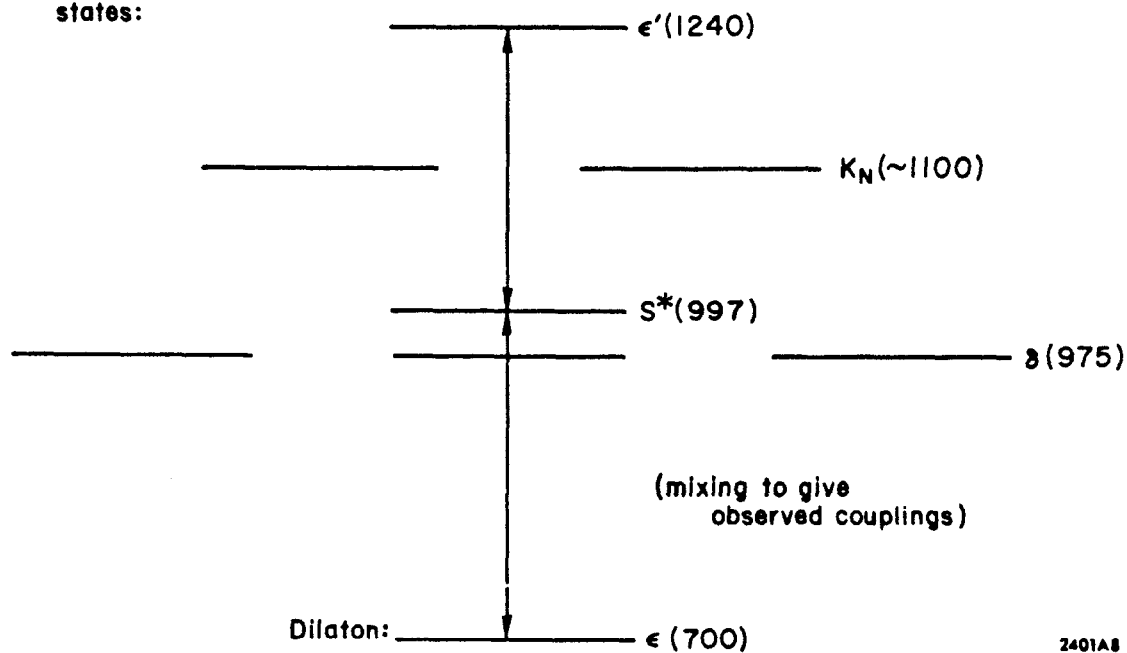 states:
ϵ'(1240)
K_N(~1100)
S*(997)
δ(975)
(mixing to give
observed couplings)
Dilaton:
ϵ (700)
2401A8